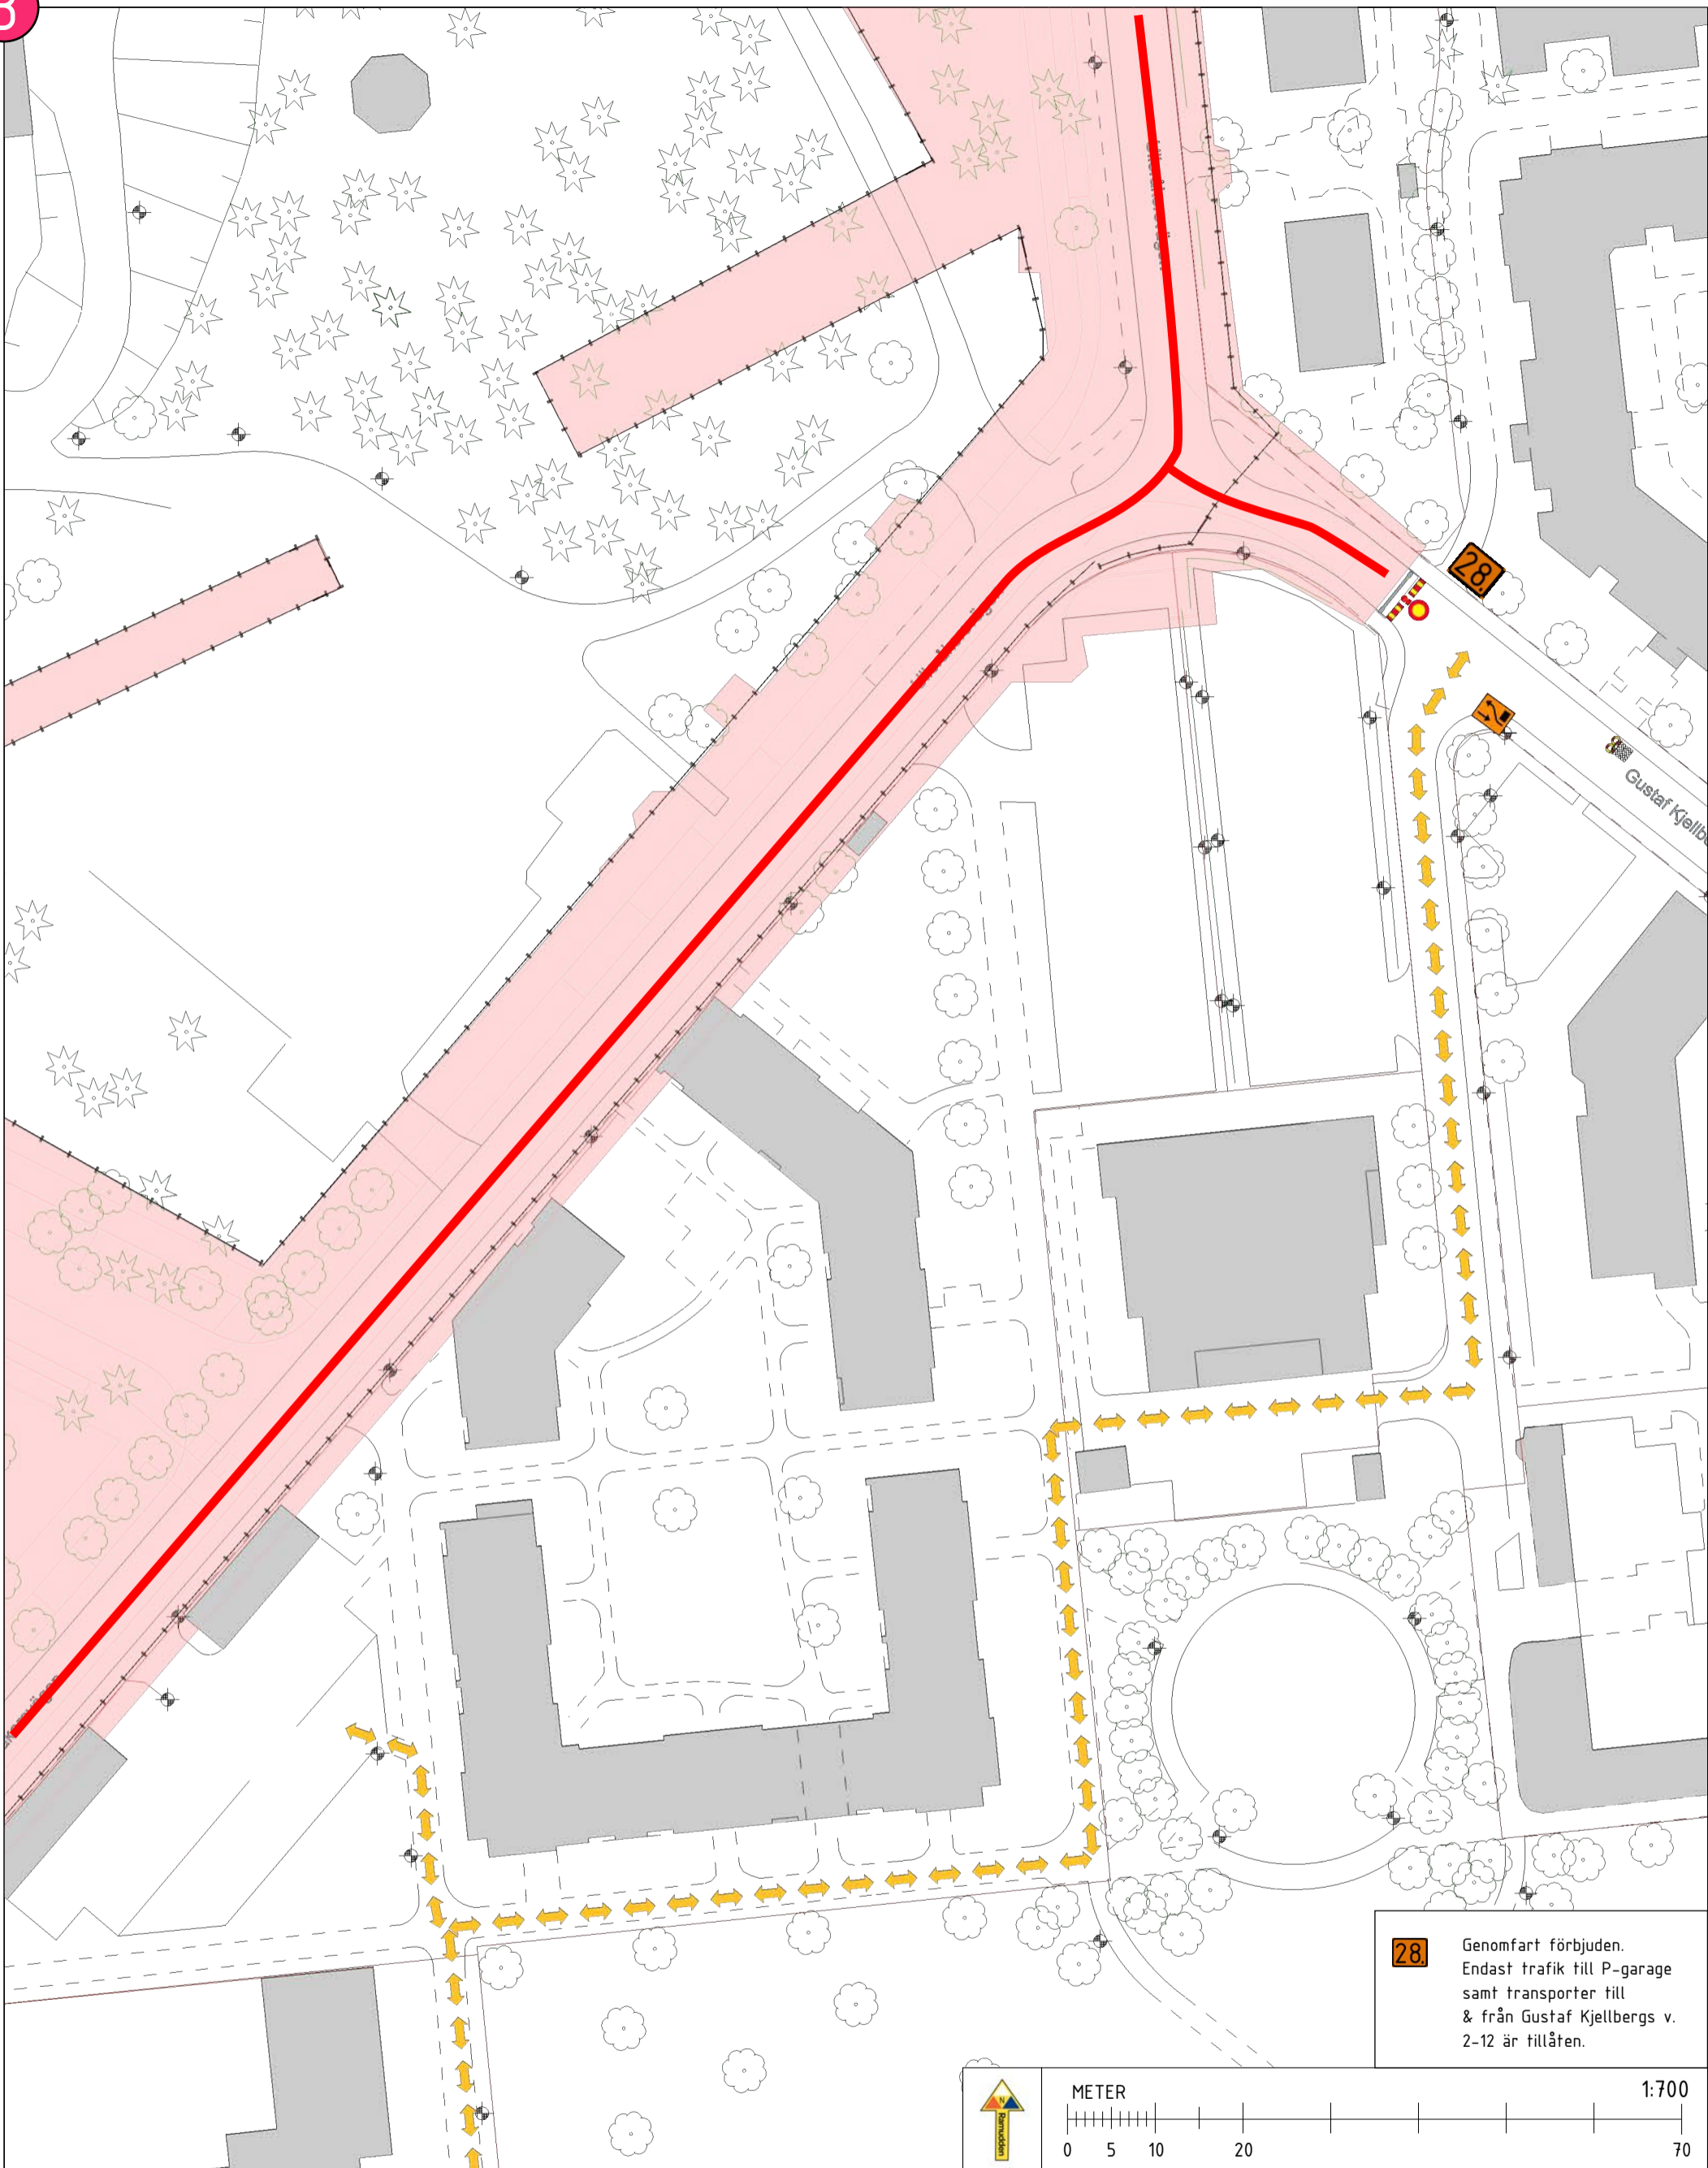 B
28.
Gustaf Kjellb
28.
Genomfart förbjuden.
Endast trafik till P-garage
samt transporter till
& från Gustaf Kjellbergs v.
2-12 är tillåten.
N
Ramudden
METER
1:700
0 5 10 20 70